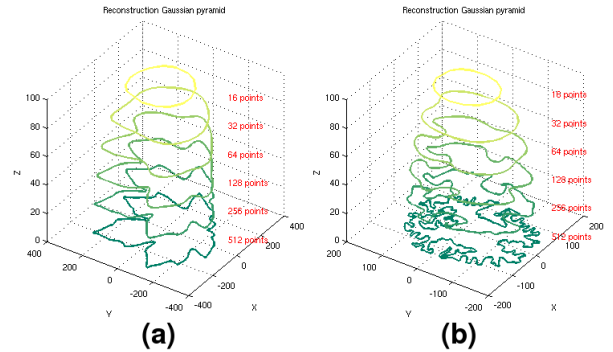 Reconstruction Gaussian pyramid
100
80
60
40
20
0
Z
400
200
0
-200
-400
Y
-400
-200
0
200
400
X
16 points
32 points
64 points
128 points
256 points
512 points
(a)
Reconstruction Gaussian pyramid
100
80
60
40
20
0
Z
200
100
0
-100
-200
Y
-200
-100
0
100
200
X
16 points
32 points
64 points
128 points
256 points
512 points
(b)